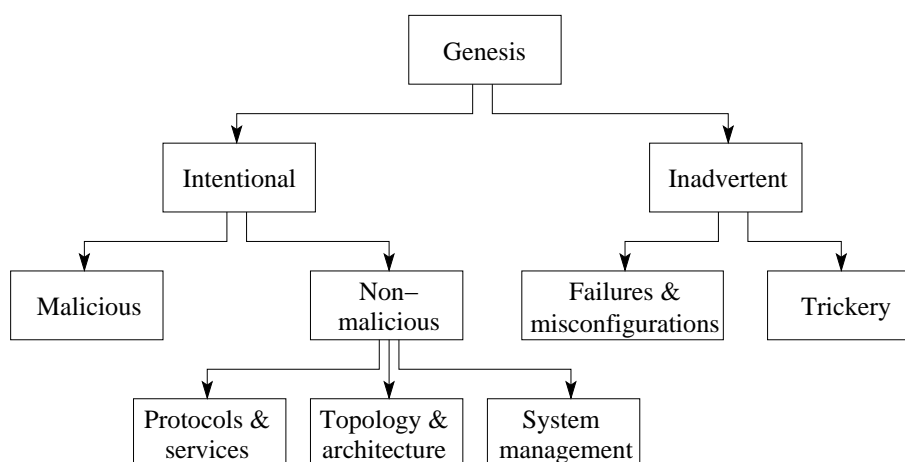 Genesis
Intentional
Inadvertent
Malicious
Non–
malicious
Failures &
misconfigurations
Trickery
Protocols &
services
Topology &
architecture
System
management